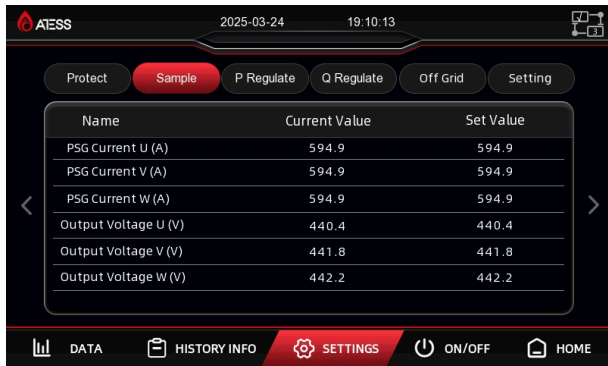 ATESS 2025-03-24 19:10:13
3
Protect Sample P Regulate Q Regulate Off Grid Setting
Name Current Value Set Value
PSG Current U (A) 594.9 594.9
PSG Current V (A) 594.9 594.9
PSG Current W (A) 594.9 594.9
Output Voltage U (V) 440.4 440.4
Output Voltage V (V) 441.8 441.8
Output Voltage W (V) 442.2 442.2
DATA HISTORY INFO SETTINGS ON/OFF HOME